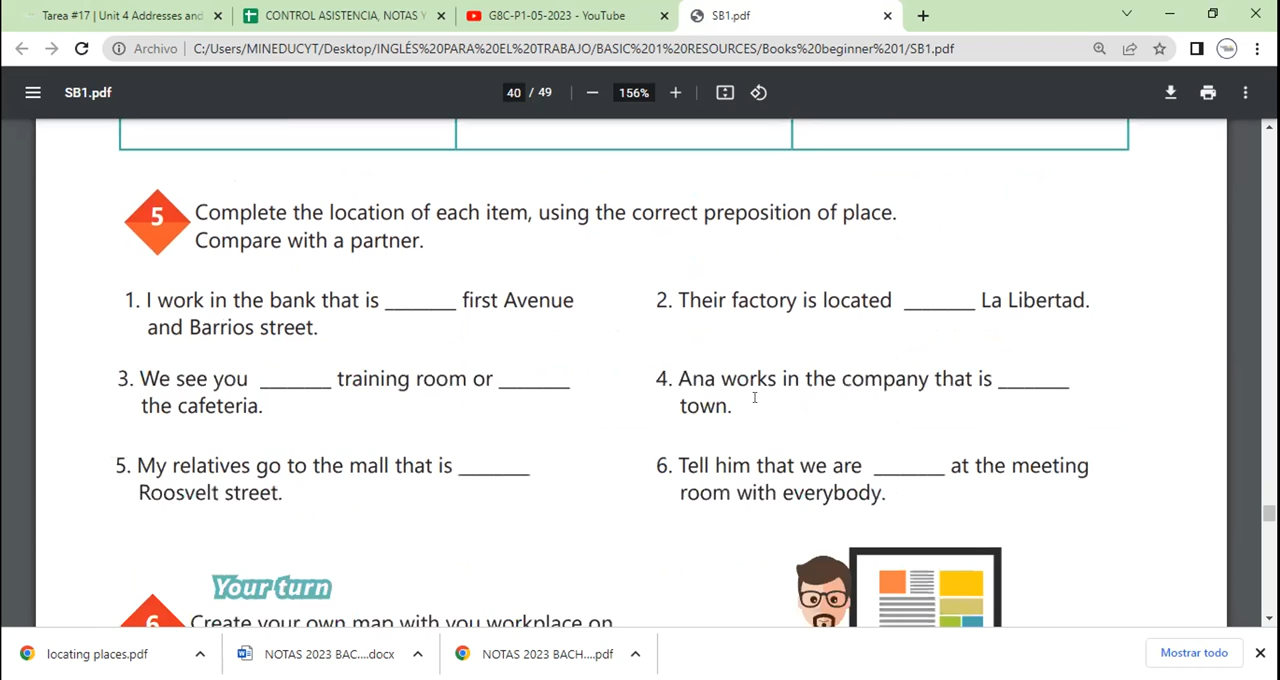 Tarea #17 | Unit 4 Addresses and
CONTROL ASISTENCIA, NOTAS Y
G8C-P1-05-2023 - YouTube
SB1.pdf
Archivo
C:/Users/MINEDUCYT/Desktop/INGLÉS%20PARA%20EL%20TRABAJO/BASIC%201%20RESOURCES/Books%20beginner%201/SB1.pdf
SB1.pdf
40 / 49
156%
5
Complete the location of each item, using the correct preposition of place.
Compare with a partner.
1. I work in the bank that is _______ first Avenue
and Barrios street.
2. Their factory is located _______ La Libertad.
3. We see you _______ training room or _______
the cafeteria.
4. Ana works in the company that is _______
town.
5. My relatives go to the mall that is _______
Roosvelt street.
6. Tell him that we are _______ at the meeting
room with everybody.
Your turn
6
Create your own map with you workplace on
locating places.pdf
NOTAS 2023 BAC....docx
NOTAS 2023 BACH....pdf
Mostrar todo